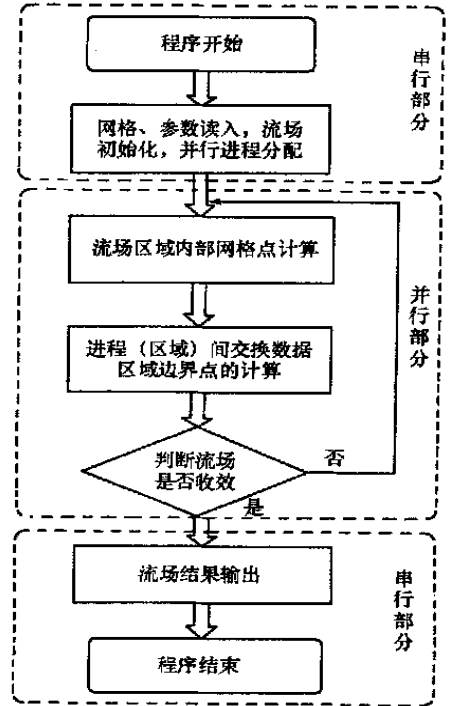 程序开始
串行部分
网格、参数读入，流场
初始化，并行进程分配
流场区域内部网格点计算
并行部分
进程（区域）间交换数据
区域边界点的计算
判断流场
是否收效
否
是
流场结果输出
串行部分
程序结束